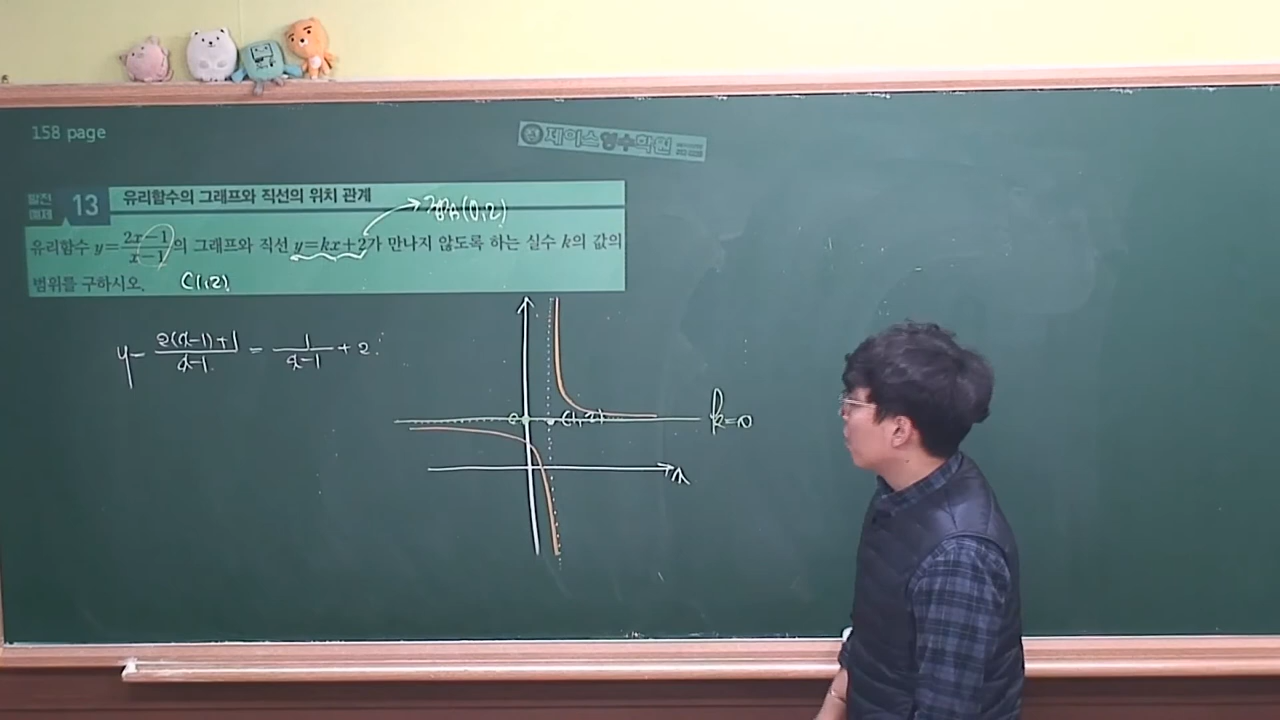 158 page
제이스영수학원
발전
예제 13 유리함수의 그래프와 직선의 위치 관계
(0,2)
유리함수 y=\frac{2x-1}{x-1}의 그래프와 직선 y=kx+2가 만나지 않도록 하는 실수 k의 값의
범위를 구하시오.
(1,2)
y=\frac{2(x-1)+1}{x-1} = \frac{1}{x-1} + 2
(1,2)
k=0
x